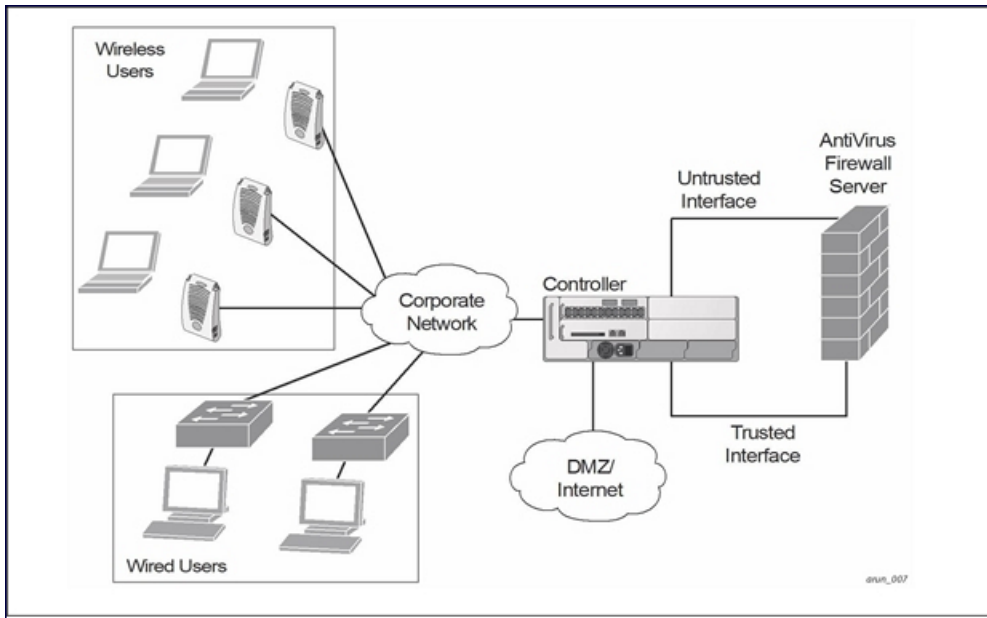 Wireless
Users
AntiVirus
Firewall
Server
Untrusted
Interface
Controller
Corporate
Network
Trusted
Interface
DMZ/
Internet
Wired Users
arun_007